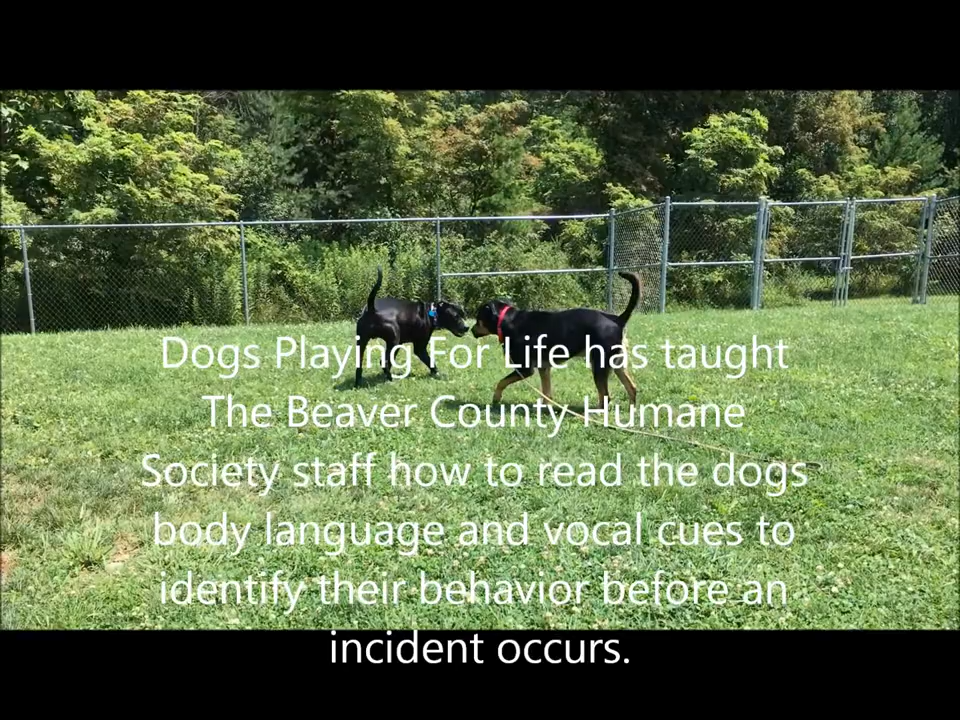 Dogs Playing For Life has taught
The Beaver County Humane
Society staff how to read the dogs
body language and vocal cues to
identify their behavior before an
incident occurs.